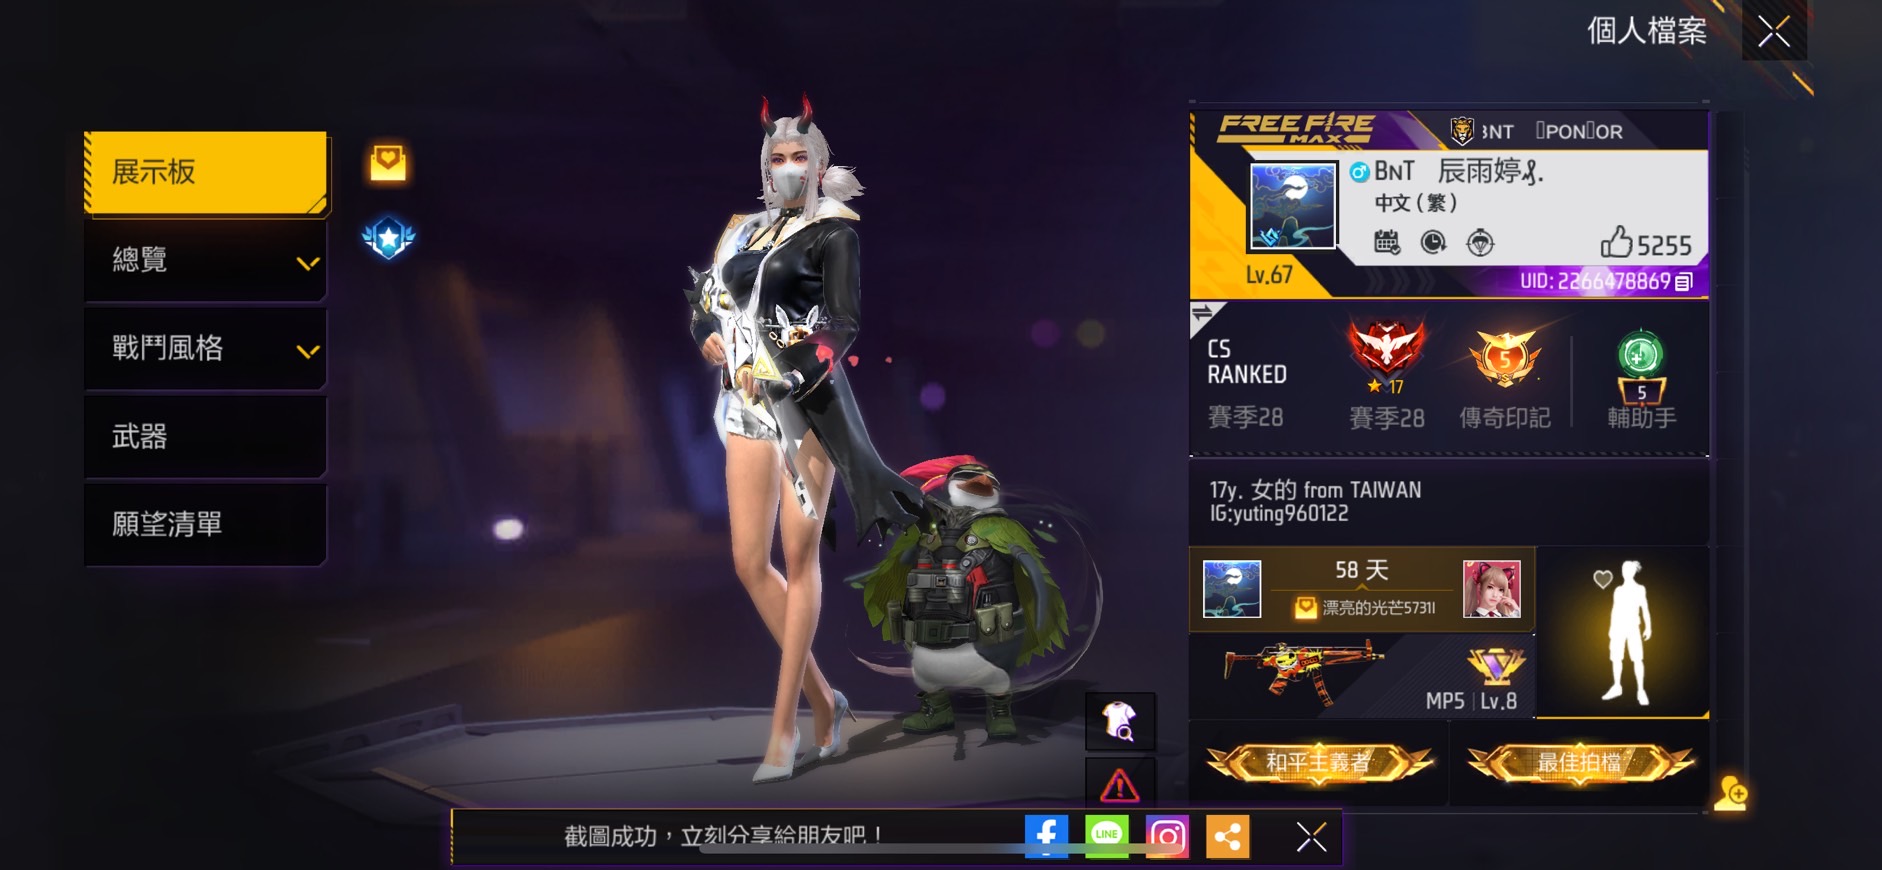 個人檔案
展示板
總覽
戰鬥風格
武器
願望清單
FREE FIRE
MAX
BNT PON OR
BNT 辰雨婷
中文(繁)
5255
Lv.67
UID: 2266478869
CS
RANKED
賽季28
17
賽季28
5
傳奇印記
5
輔助手
17y. 女的 from TAIWAN
IG:yuting960122
58 天
漂亮的光芒5731l
MP5 Lv.8
和平主義者
最佳拍檔
截圖成功,立刻分享給朋友吧!
LINE